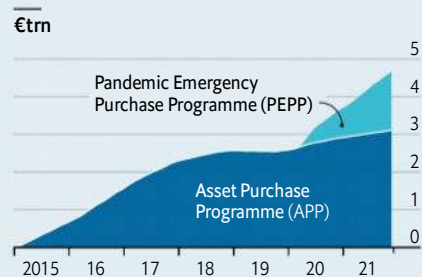 €trn
5
Pandemic Emergency
Purchase Programme (PEPP)
4
3
2
Asset Purchase
Programme (APP)
1
0
2015 16 17 18 19 20 21